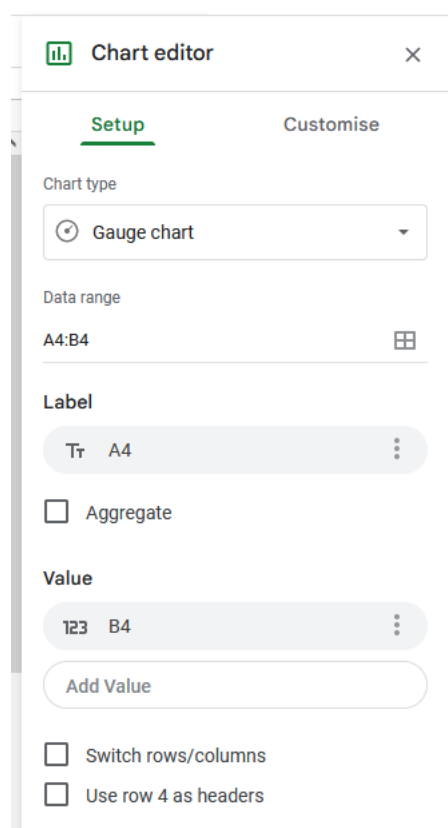 Chart editor
Setup Customise
Chart type
Gauge chart
Data range
A4:B4
Label
Tт A4
Aggregate
Value
123 B4
Add Value
Switch rows/columns
Use row 4 as headers